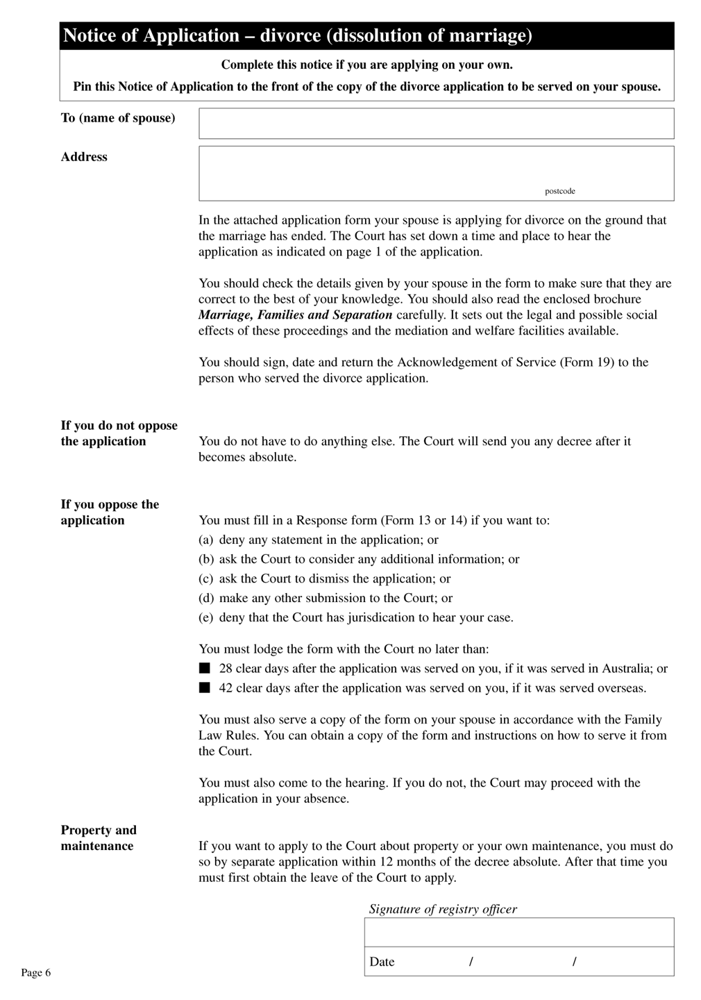 Notice of Application – divorce (dissolution of marriage)
Complete this notice if you are applying on your own.
Pin this Notice of Application to the front of the copy of the divorce application to be served on your spouse.
To (name of spouse)
Address
postcode
In the attached application form your spouse is applying for divorce on the ground that
the marriage has ended. The Court has set down a time and place to hear the
application as indicated on page 1 of the application.
You should check the details given by your spouse in the form to make sure that they are
correct to the best of your knowledge. You should also read the enclosed brochure
Marriage, Families and Separation carefully. It sets out the legal and possible social
effects of these proceedings and the mediation and welfare facilities available.
You should sign, date and return the Acknowledgement of Service (Form 19) to the
person who served the divorce application.
If you do not oppose
the application
You do not have to do anything else. The Court will send you any decree after it
becomes absolute.
If you oppose the
application
You must fill in a Response form (Form 13 or 14) if you want to:
(a) deny any statement in the application; or
(b) ask the Court to consider any additional information; or
(c) ask the Court to dismiss the application; or
(d) make any other submission to the Court; or
(e) deny that the Court has jurisdication to hear your case.
You must lodge the form with the Court no later than:
■ 28 clear days after the application was served on you, if it was served in Australia; or
■ 42 clear days after the application was served on you, if it was served overseas.
You must also serve a copy of the form on your spouse in accordance with the Family
Law Rules. You can obtain a copy of the form and instructions on how to serve it from
the Court.
You must also come to the hearing. If you do not, the Court may proceed with the
application in your absence.
Property and
maintenance
If you want to apply to the Court about property or your own maintenance, you must do
so by separate application within 12 months of the decree absolute. After that time you
must first obtain the leave of the Court to apply.
Signature of registry officer
Date / /
Page 6